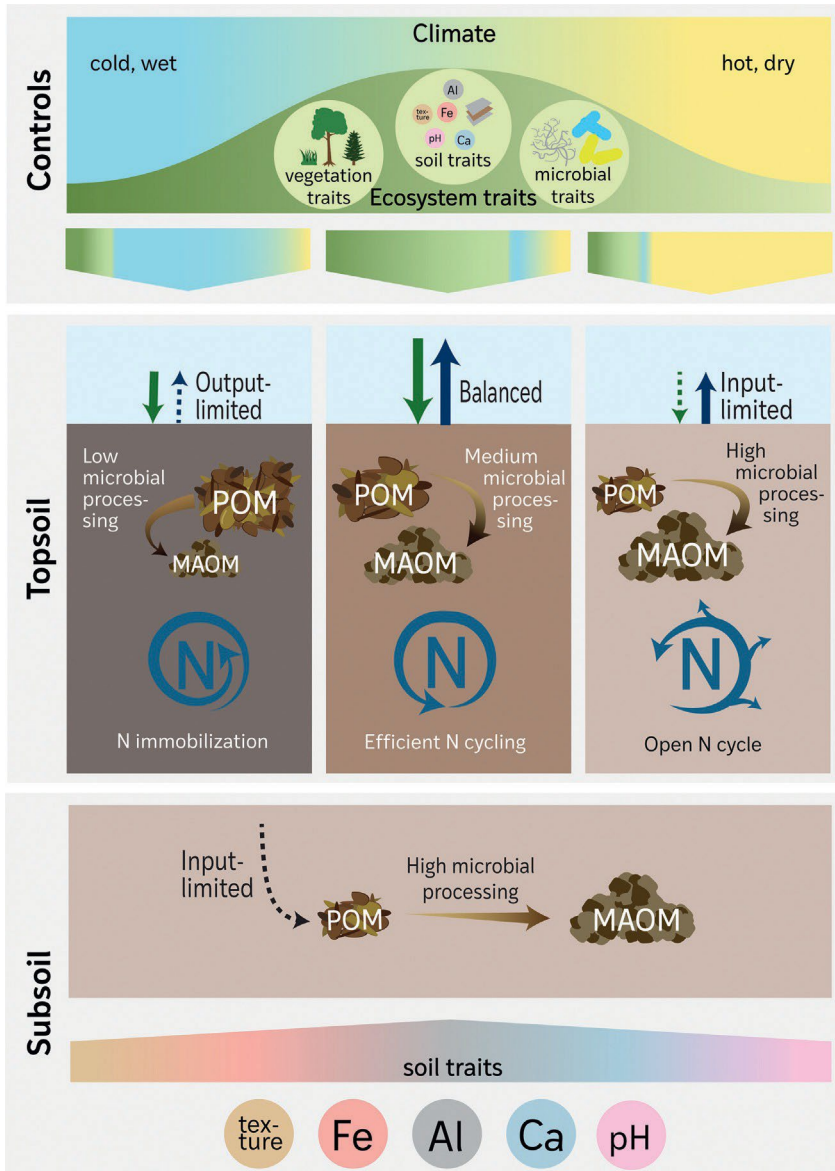 Controls
Climate
cold, wet
hot, dry
Al
tex-
ture
Fe
pH
Ca
soil traits
vegetation
traits
microbial
traits
Ecosystem traits
Topsoil
Output-
limited
Low
microbial
proces-
sing
POM
MAOM
N
N immobilization
Balanced
Medium
microbial
proces-
sing
POM
MAOM
N
Efficient N cycling
Input-
limited
High
microbial
proces-
sing
POM
MAOM
N
Open N cycle
Subsoil
Input-
limited
POM
High microbial
processing
MAOM
soil traits
tex-
ture
Fe
Al
Ca
pH